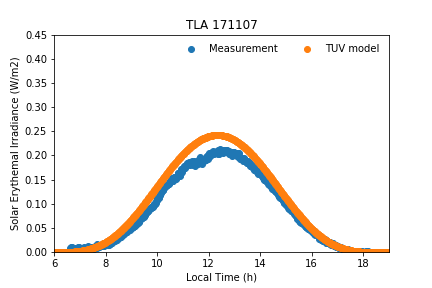 TLA 171107
Measurement TUV model
Solar Erythemal Irradiance (W/m2)
0.45
0.40
0.35
0.30
0.25
0.20
0.15
0.10
0.05
0.00
6 8 10 12 14 16 18
Local Time (h)